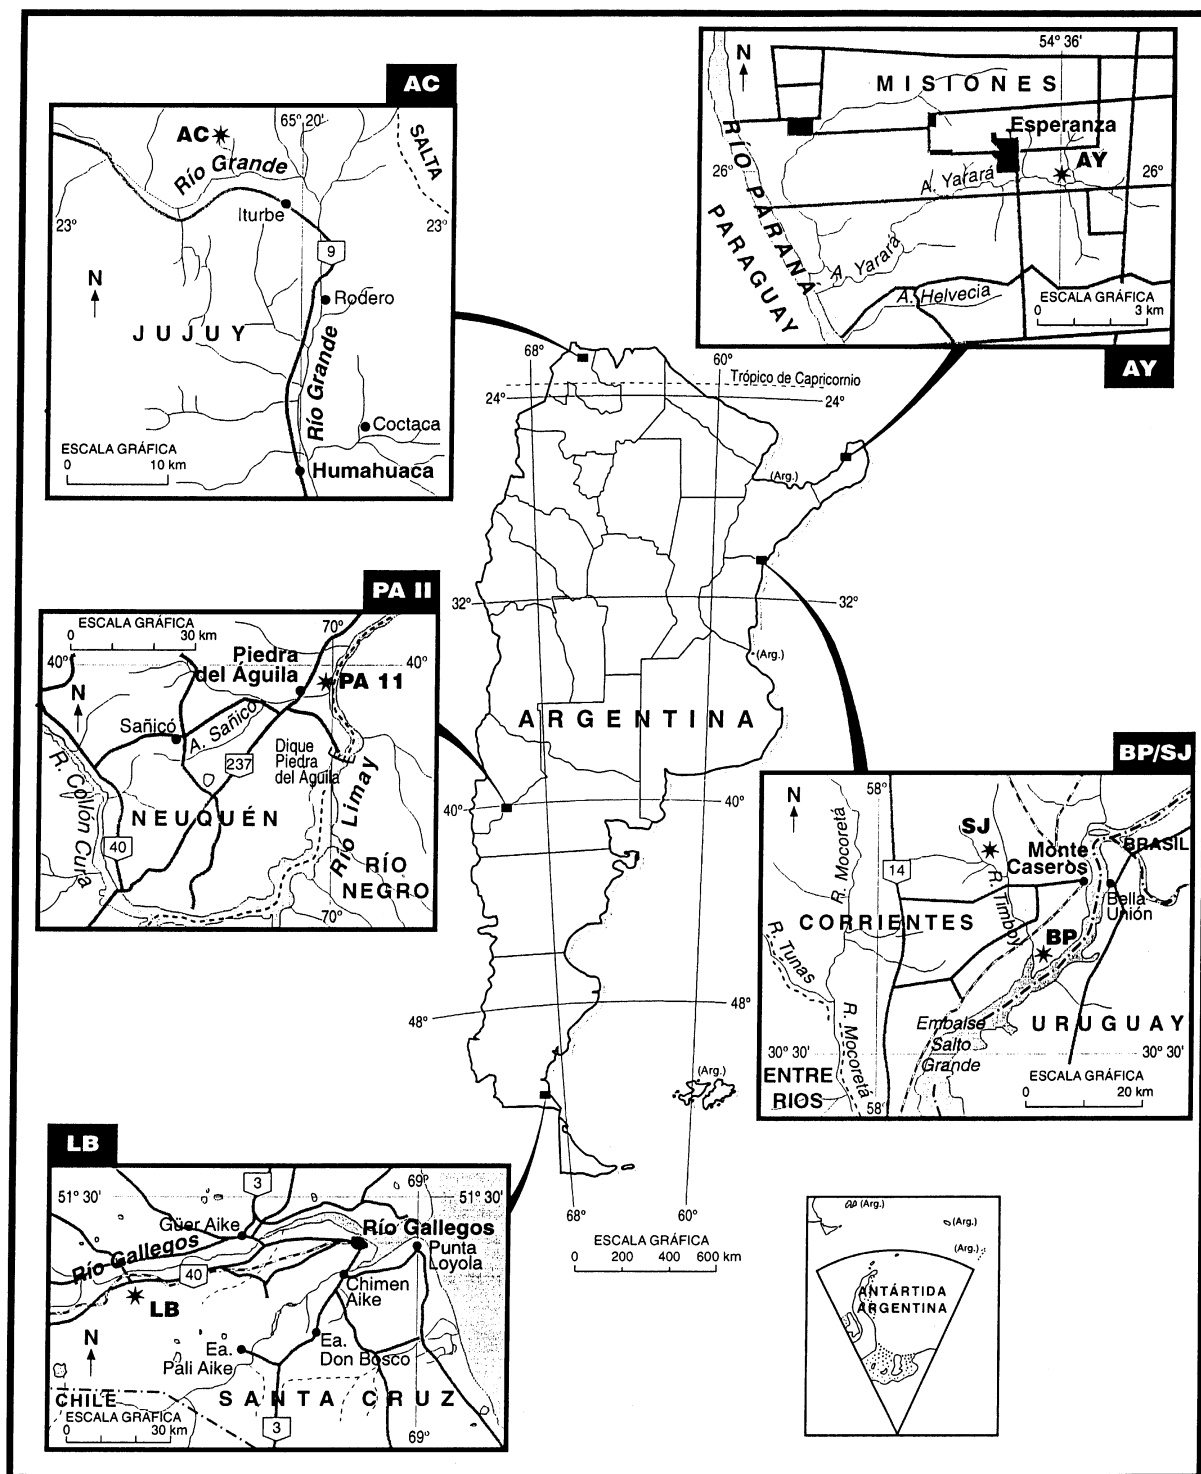 AC
AC
65° 20'
SALTA
Río Grande
Iturbe
23°
23°
9
N
Rodero
JUJUY
Río Grande
Coctaca
ESCALA GRÁFICA
0 10 km
Humahuaca
54° 36'
N
MISIONES
Esperanza
RÍO PARANÁ
AY
26°
26°
A. Yarará
PARAGUAY
A. Yarará
A. Helvecia
ESCALA GRÁFICA
0 3 km
AY
68°
60°
Trópico de Capricornio
24°
24°
(Arg.)
32°
32°
(Arg.)
ARGENTINA
40°
40°
48°
48°
(Arg.)
68°
60°
ESCALA GRÁFICA
0 200 400 600 km
PA II
ESCALA GRÁFICA
0 30 km
70°
40°
40°
Piedra
del Águila
PA 11
N
Sañicó
A. Sañicó
Dique
Piedra
del Aguila
237
R. Collón Cura
NEUQUÉN
Río Limay
40
RÍO
NEGRO
70°
BP/SJ
58°
N
SJ
R. Mocoretá
BRASIL
Monte
Caseros
14
R. Timboy
Bella
Unión
CORRIENTES
BP
R. Tunas
R. Mocoretá
Embalse
Salto
Grande
URUGUAY
30° 30'
30° 30'
ENTRE
RIOS
ESCALA GRÁFICA
0 20 km
58°
LB
3
69°
51° 30'
51° 30'
Güer Aike
Río Gallegos
Río Gallegos
Punta
Loyola
40
Chimen
Aike
LB
N
Ea.
Pali Aike
Ea.
Don Bosco
CHILE
SANTA CRUZ
ESCALA GRÁFICA
0 30 km
3
69°
(Arg.)
(Arg.)
(Arg.)
ANTÁRTIDA
ARGENTINA